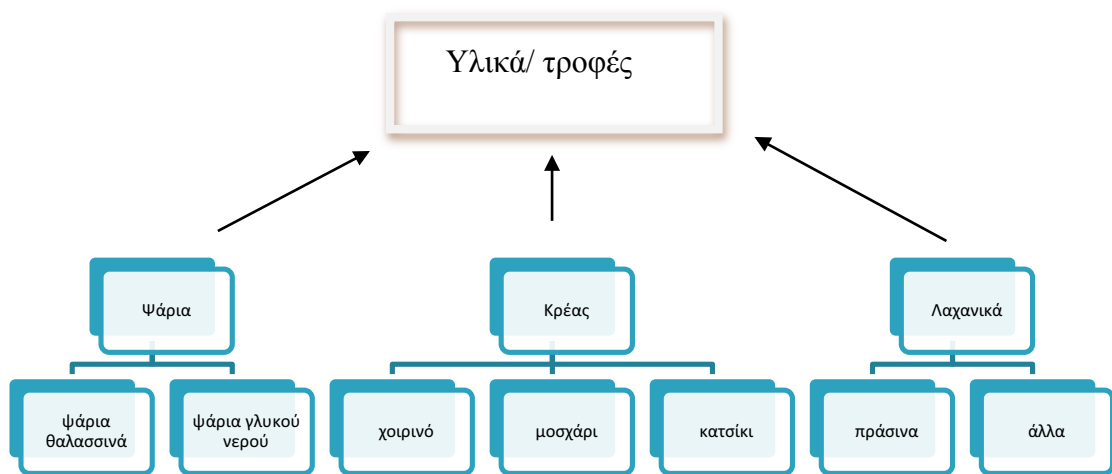 Υλικά/ τροφές
Ψάρια
Κρέας
Λαχανικά
ψάρια
θαλασσινά
ψάρια γλυκού
νερού
χοιρινό
μοσχάρι
κατσίκι
πράσινα
άλλα